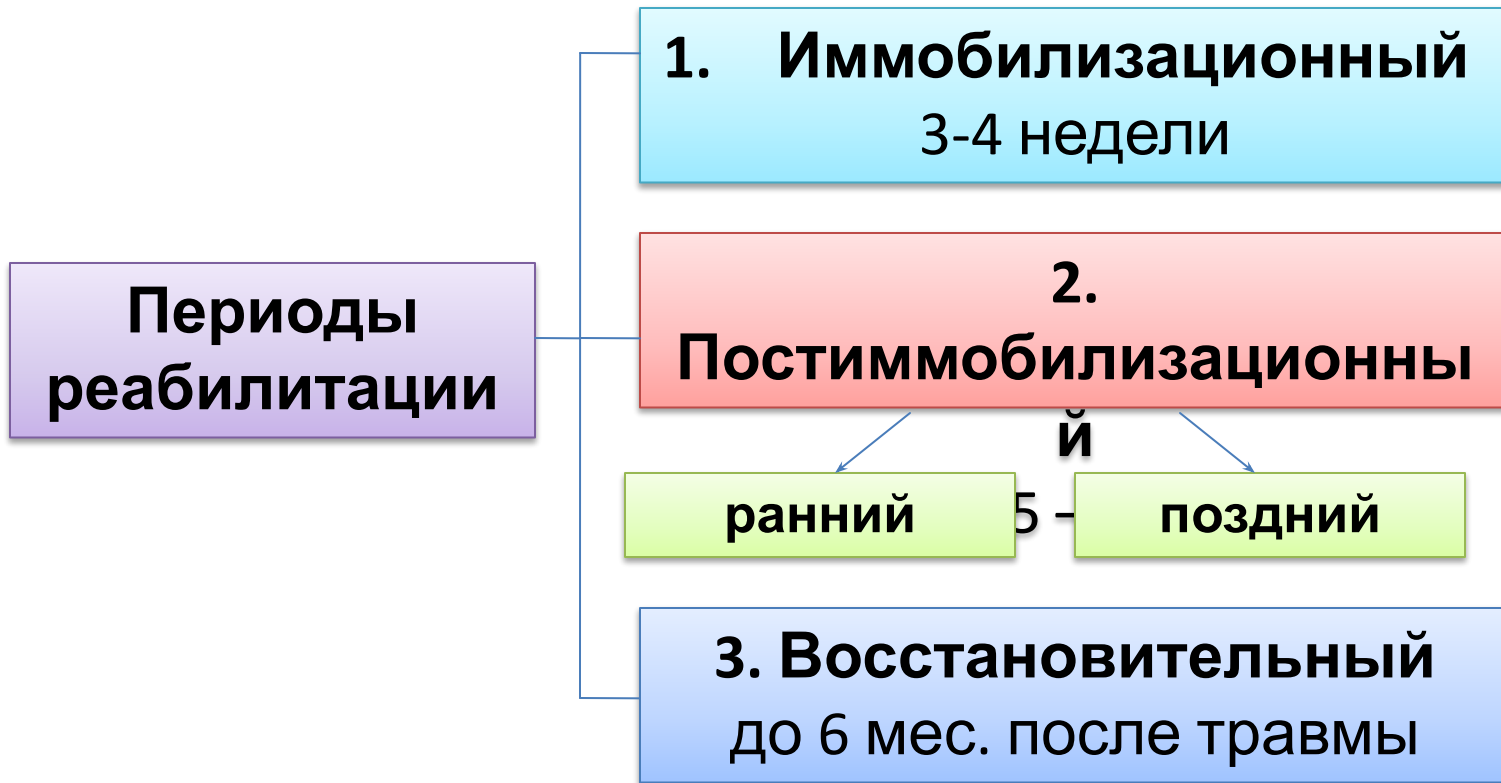 Периоды
реабилитации
1. Иммобилизационный
3-4 недели
2.
Постиммобилизационны
й
5 –
ранний
поздний
3. Восстановительный
до 6 мес. после травмы